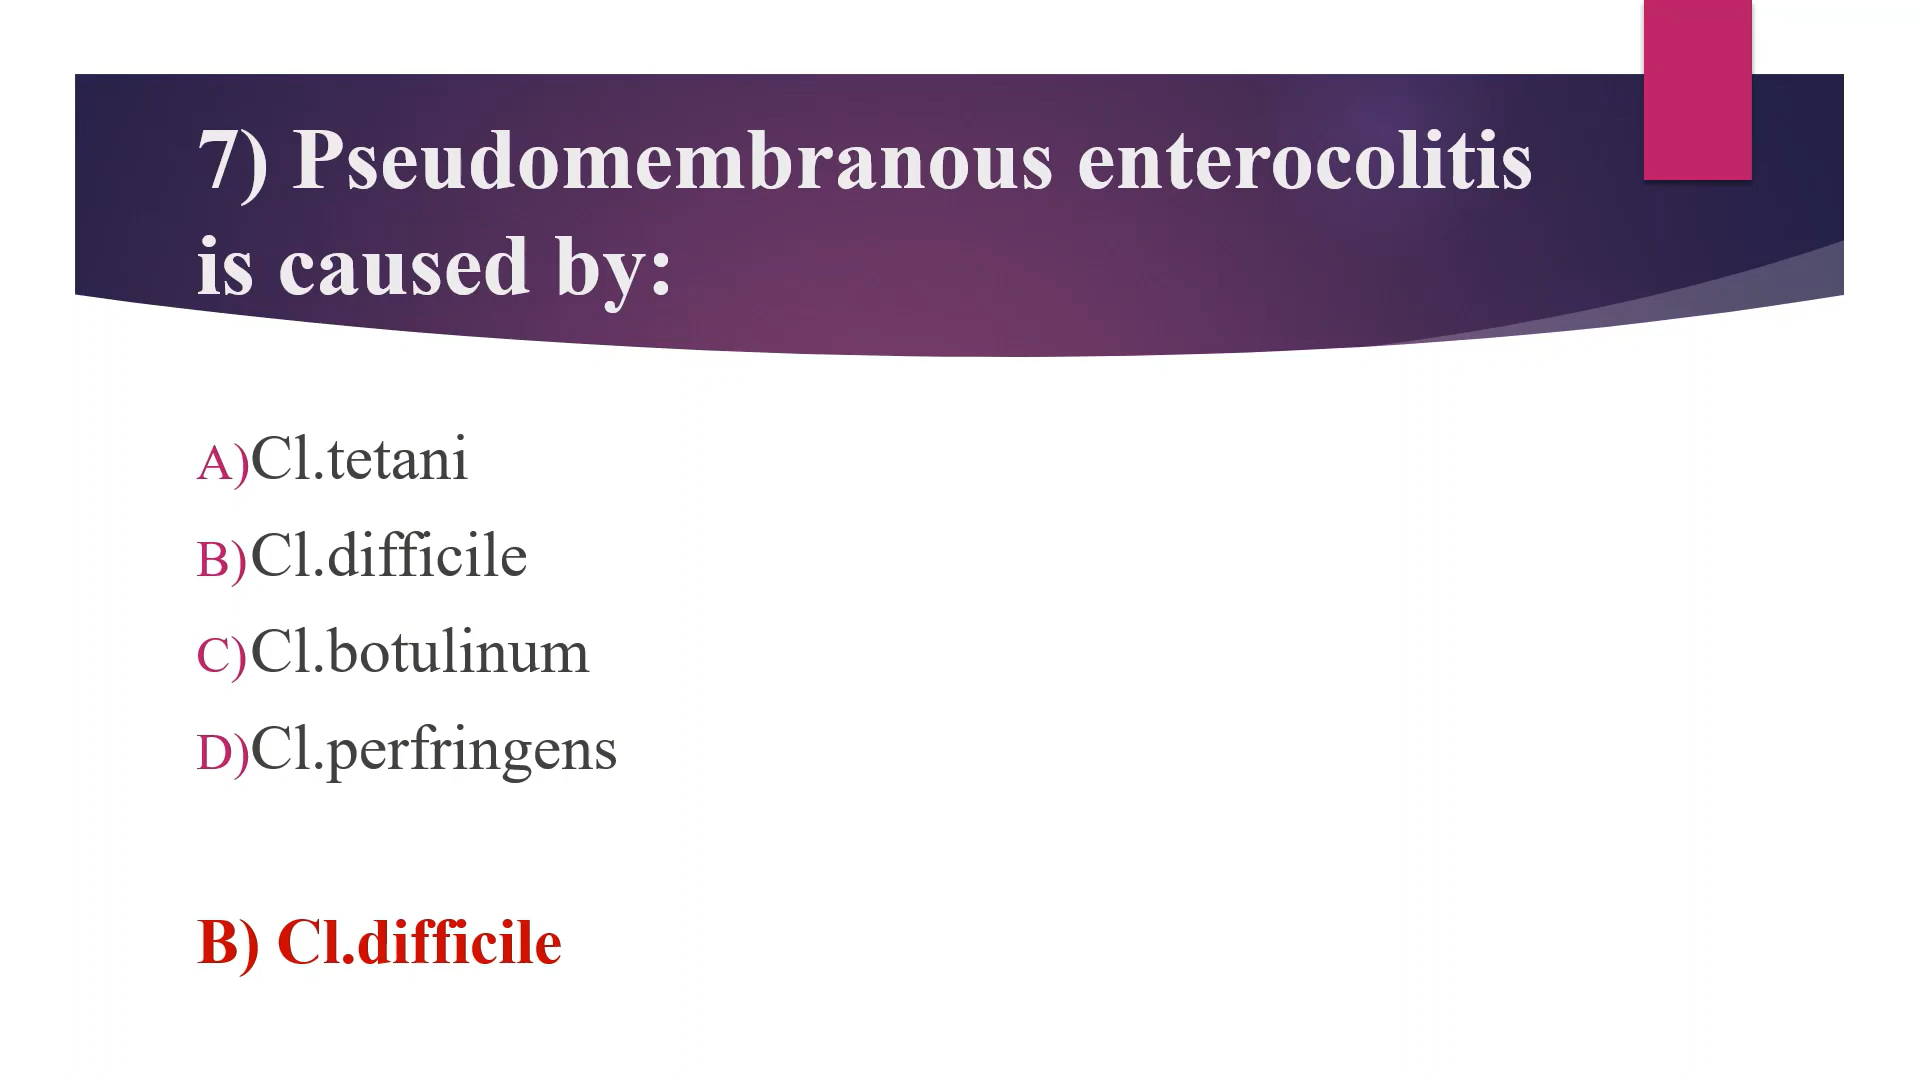 7) Pseudomembranous enterocolitis
is caused by:
A)Cl.tetani
B)Cl.difficile
C)Cl.botulinum
D)Cl.perfringens
B) Cl.difficile